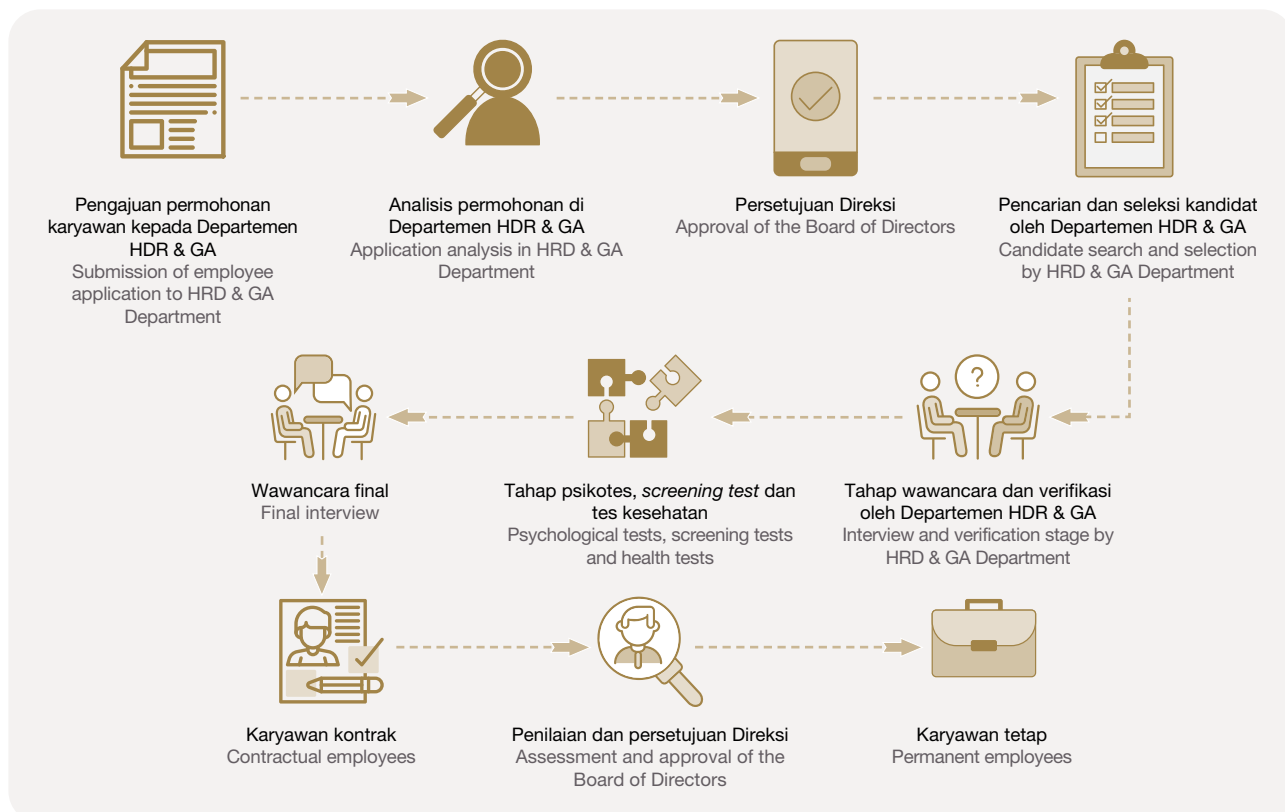 Pengajuan permohonan
karyawan kepada Departemen
HDR & GA
Submission of employee
application to HRD & GA
Department
Analisis permohonan di
Departemen HDR & GA
Application analysis in HRD & GA
Department
Persetujuan Direksi
Approval of the Board of Directors
Pencarian dan seleksi kandidat
oleh Departemen HDR & GA
Candidate search and selection
by HRD & GA Department
?
Tahap wawancara dan verifikasi
oleh Departemen HDR & GA
Interview and verification stage by
HRD & GA Department
Tahap psikotes, screening test dan
tes kesehatan
Psychological tests, screening tests
and health tests
Wawancara final
Final interview
Karyawan kontrak
Contractual employees
Penilaian dan persetujuan Direksi
Assessment and approval of the
Board of Directors
Karyawan tetap
Permanent employees